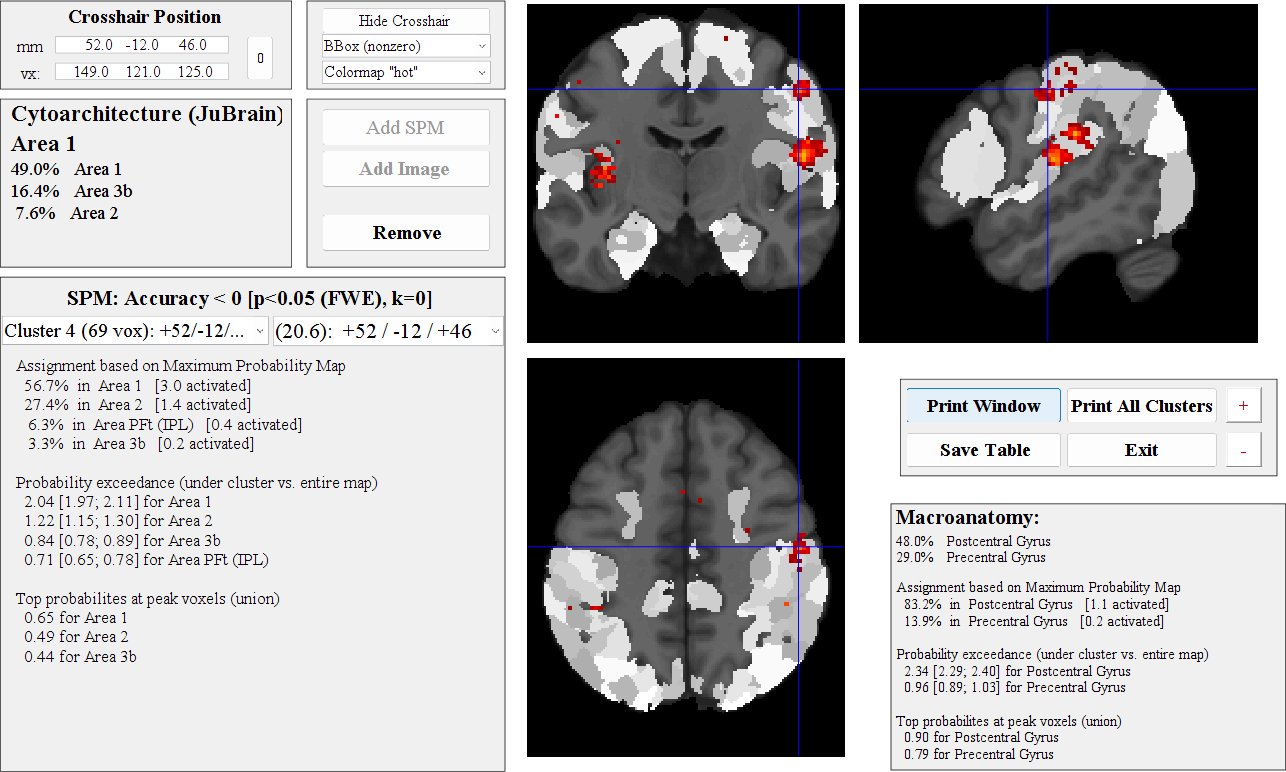 Crosshair Position
mm 52.0 -12.0 46.0
vx: 149.0 121.0 125.0
0
Hide Crosshair
BBox (nonzero)
Colormap "hot"
Cytoarchitecture (JuBrain)
Area 1
49.0% Area 1
16.4% Area 3b
7.6% Area 2
Add SPM
Add Image
Remove
SPM: Accuracy < 0 [p<0.05 (FWE), k=0]
Cluster 4 (69 vox): +52/-12/... (20.6): +52 / -12 / +46
Assignment based on Maximum Probability Map
56.7% in Area 1 [3.0 activated]
27.4% in Area 2 [1.4 activated]
6.3% in Area PFt (IPL) [0.4 activated]
3.3% in Area 3b [0.2 activated]
Probability exceedance (under cluster vs. entire map)
2.04 [1.97; 2.11] for Area 1
1.22 [1.15; 1.30] for Area 2
0.84 [0.78; 0.89] for Area 3b
0.71 [0.65; 0.78] for Area PFt (IPL)
Top probabilites at peak voxels (union)
0.65 for Area 1
0.49 for Area 2
0.44 for Area 3b
Print Window Print All Clusters +
Save Table Exit -
Macroanatomy:
48.0% Postcentral Gyrus
29.0% Precentral Gyrus
Assignment based on Maximum Probability Map
83.2% in Postcentral Gyrus [1.1 activated]
13.9% in Precentral Gyrus [0.2 activated]
Probability exceedance (under cluster vs. entire map)
2.34 [2.29; 2.40] for Postcentral Gyrus
0.96 [0.89; 1.03] for Precentral Gyrus
Top probabilites at peak voxels (union)
0.90 for Postcentral Gyrus
0.79 for Precentral Gyrus